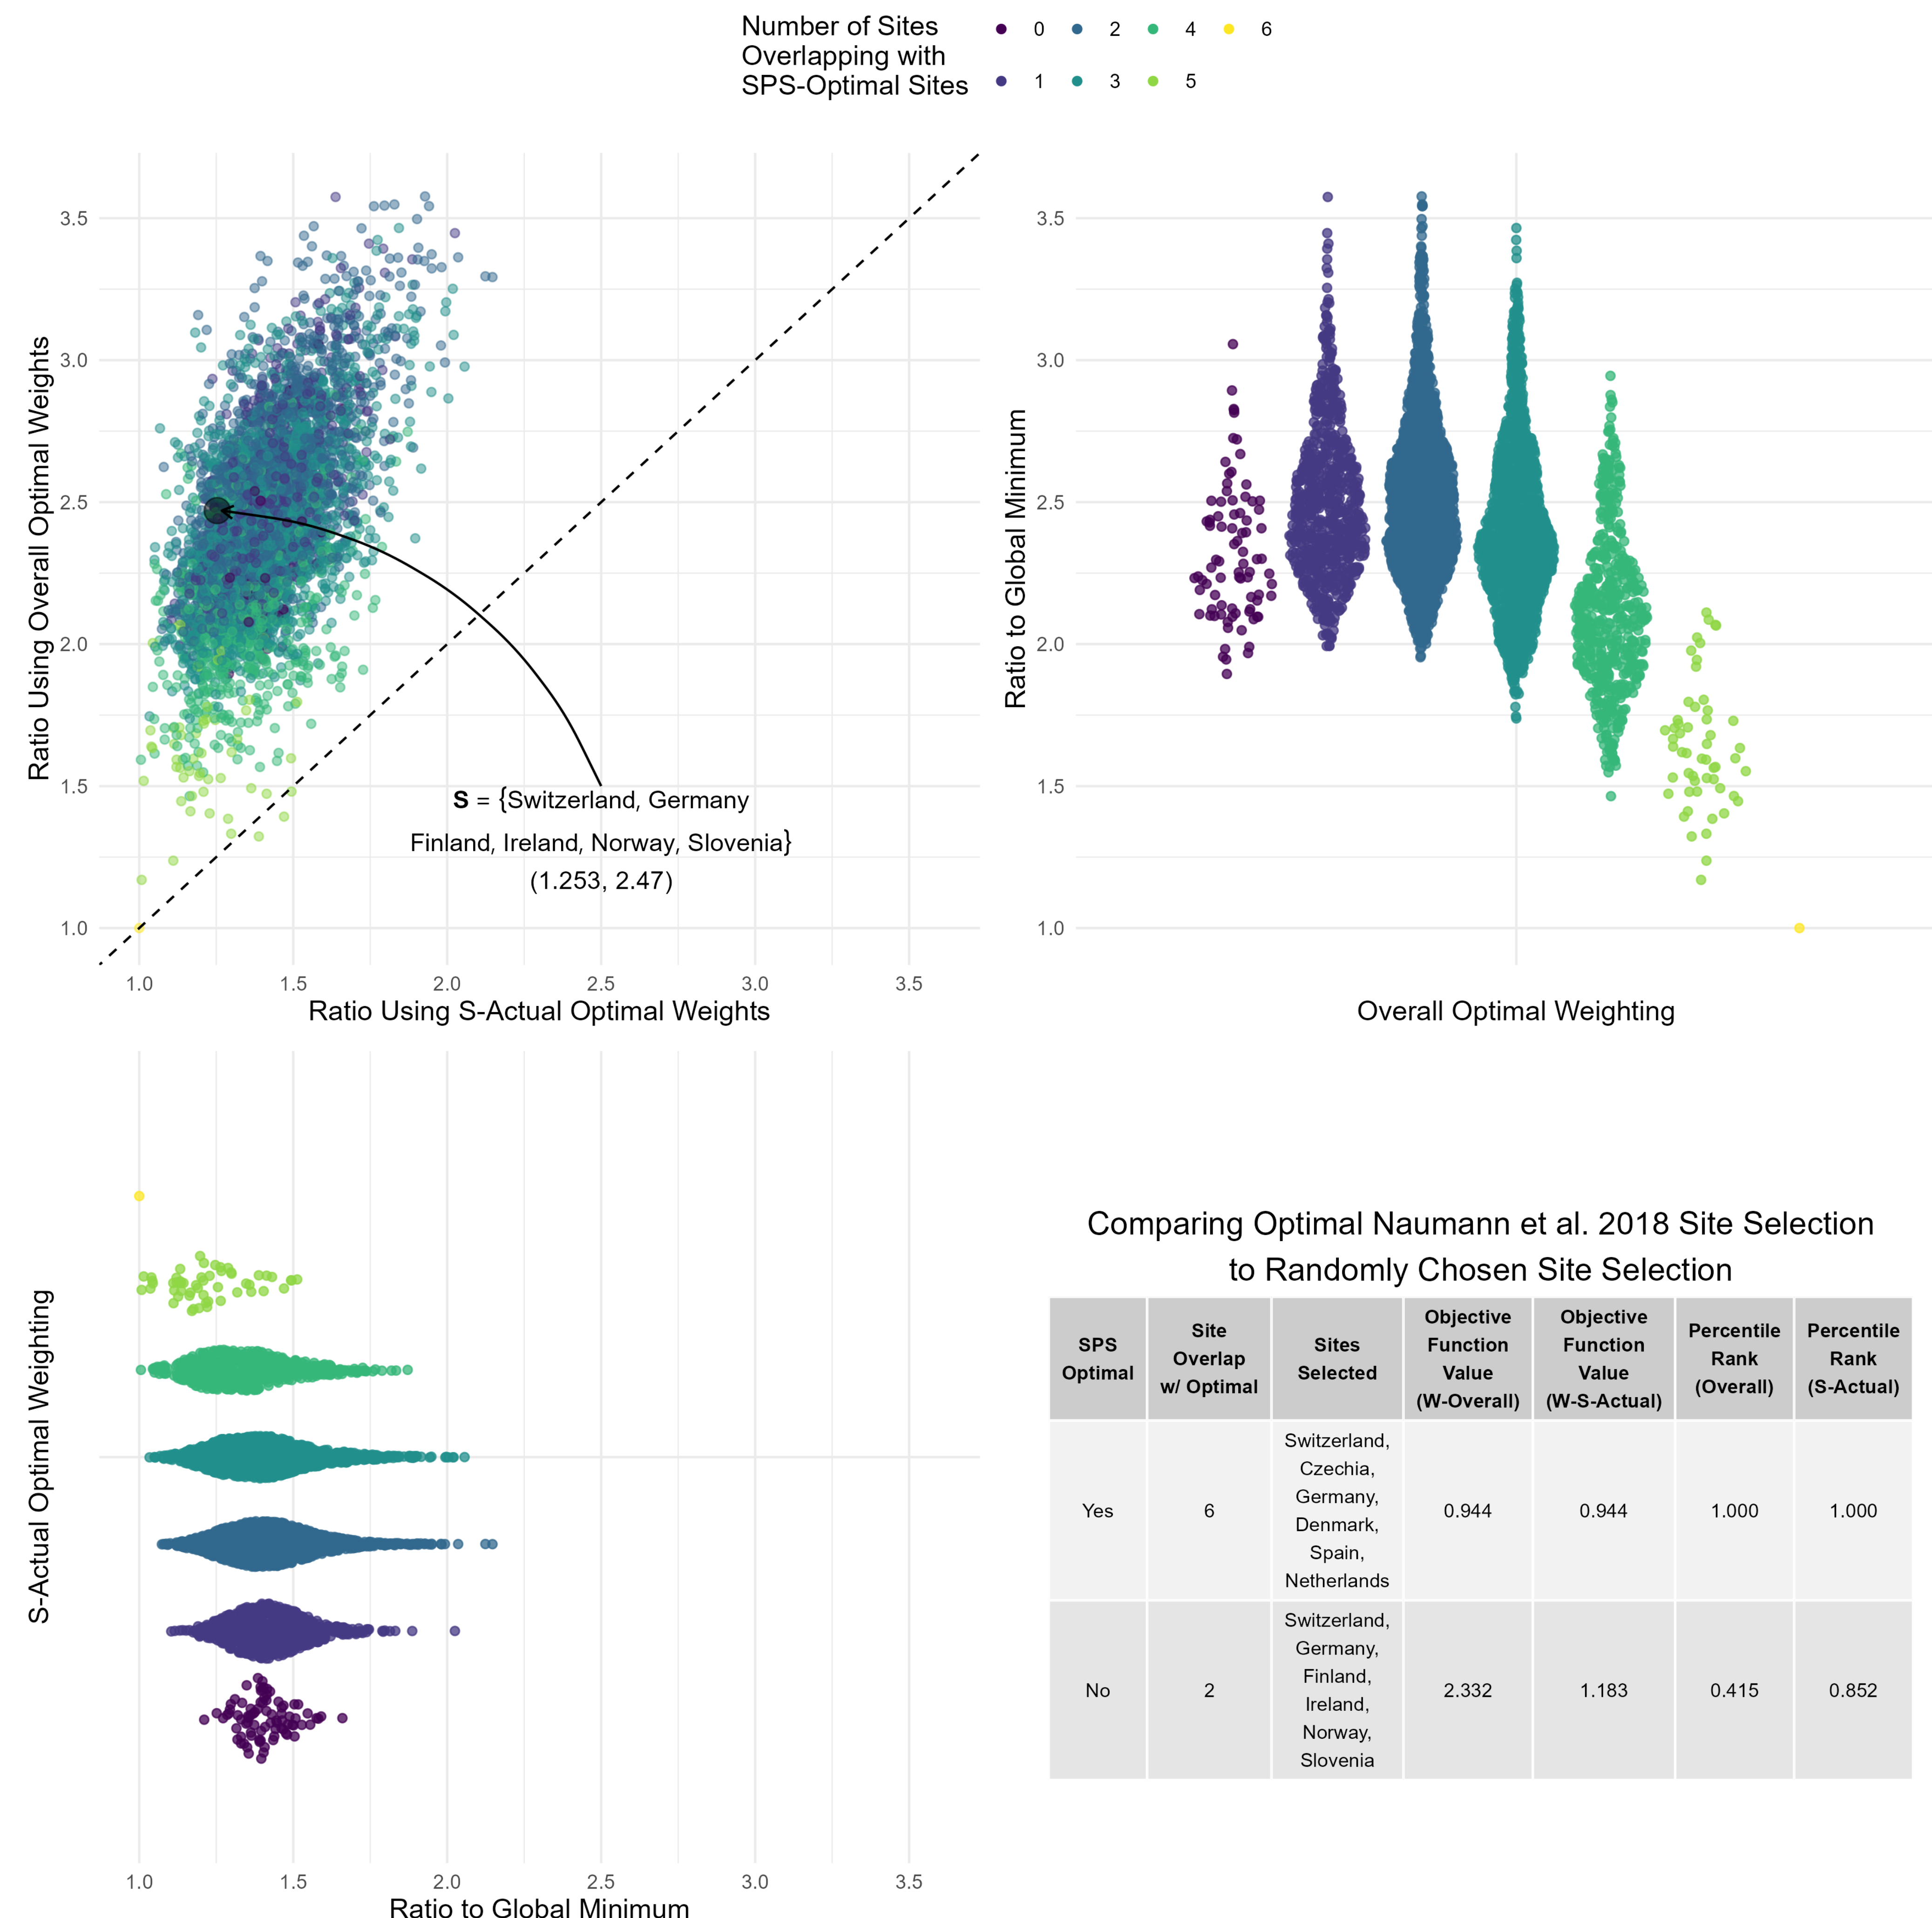 Number of Sites
Overlapping with
SPS-Optimal Sites
0 2 4 6
1 3 5
Ratio Using Overall Optimal Weights
3.5
3.0
2.5
2.0
1.5
1.0
S = {Switzerland, Germany
Finland, Ireland, Norway, Slovenia}
(1.253, 2.47)
1.0 1.5 2.0 2.5 3.0 3.5
Ratio Using S-Actual Optimal Weights
Ratio to Global Minimum
3.5
3.0
2.5
2.0
1.5
1.0
Overall Optimal Weighting
S-Actual Optimal Weighting
1.0 1.5 2.0 2.5 3.0 3.5
Ratio to Global Minimum
Comparing Optimal Naumann et al. 2018 Site Selection
to Randomly Chosen Site Selection
SPS
Optimal
Site
Overlap
w/ Optimal
Sites
Selected
Objective
Function
Value
(W-Overall)
Objective
Function
Value
(W-S-Actual)
Percentile
Rank
(Overall)
Percentile
Rank
(S-Actual)
Yes
6
Switzerland,
Czechia,
Germany,
Denmark,
Spain,
Netherlands
0.944
0.944
1.000
1.000
No
2
Switzerland,
Germany,
Finland,
Ireland,
Norway,
Slovenia
2.332
1.183
0.415
0.852